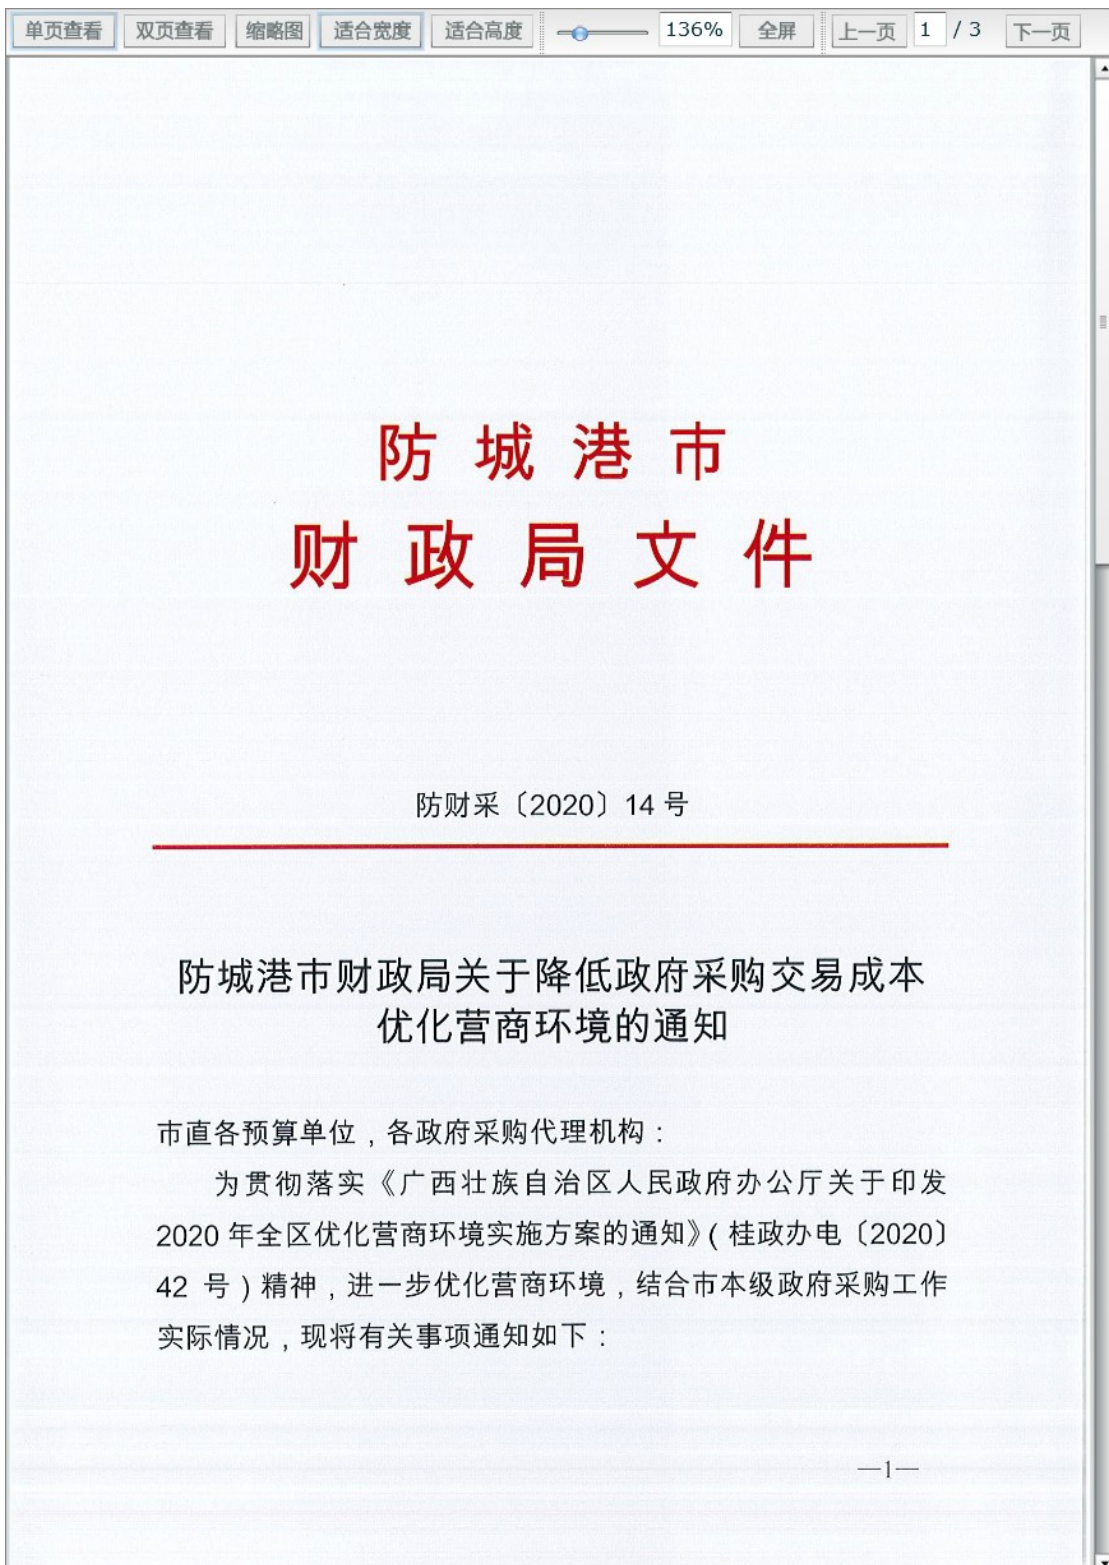 单页查看 双页查看 缩略图 适合宽度 适合高度 136% 全屏 上一页 1 / 3 下一页
防城港市
财政局文件
防财采〔2020〕14号
防城港市财政局关于降低政府采购交易成本
优化营商环境的通知
市直各预算单位，各政府采购代理机构：
为贯彻落实《广西壮族自治区人民政府办公厅关于印发
2020年全区优化营商环境实施方案的通知》（桂政办电〔2020〕
42 号）精神，进一步优化营商环境，结合市本级政府采购工作
实际情况，现将有关事项通知如下：
—1—